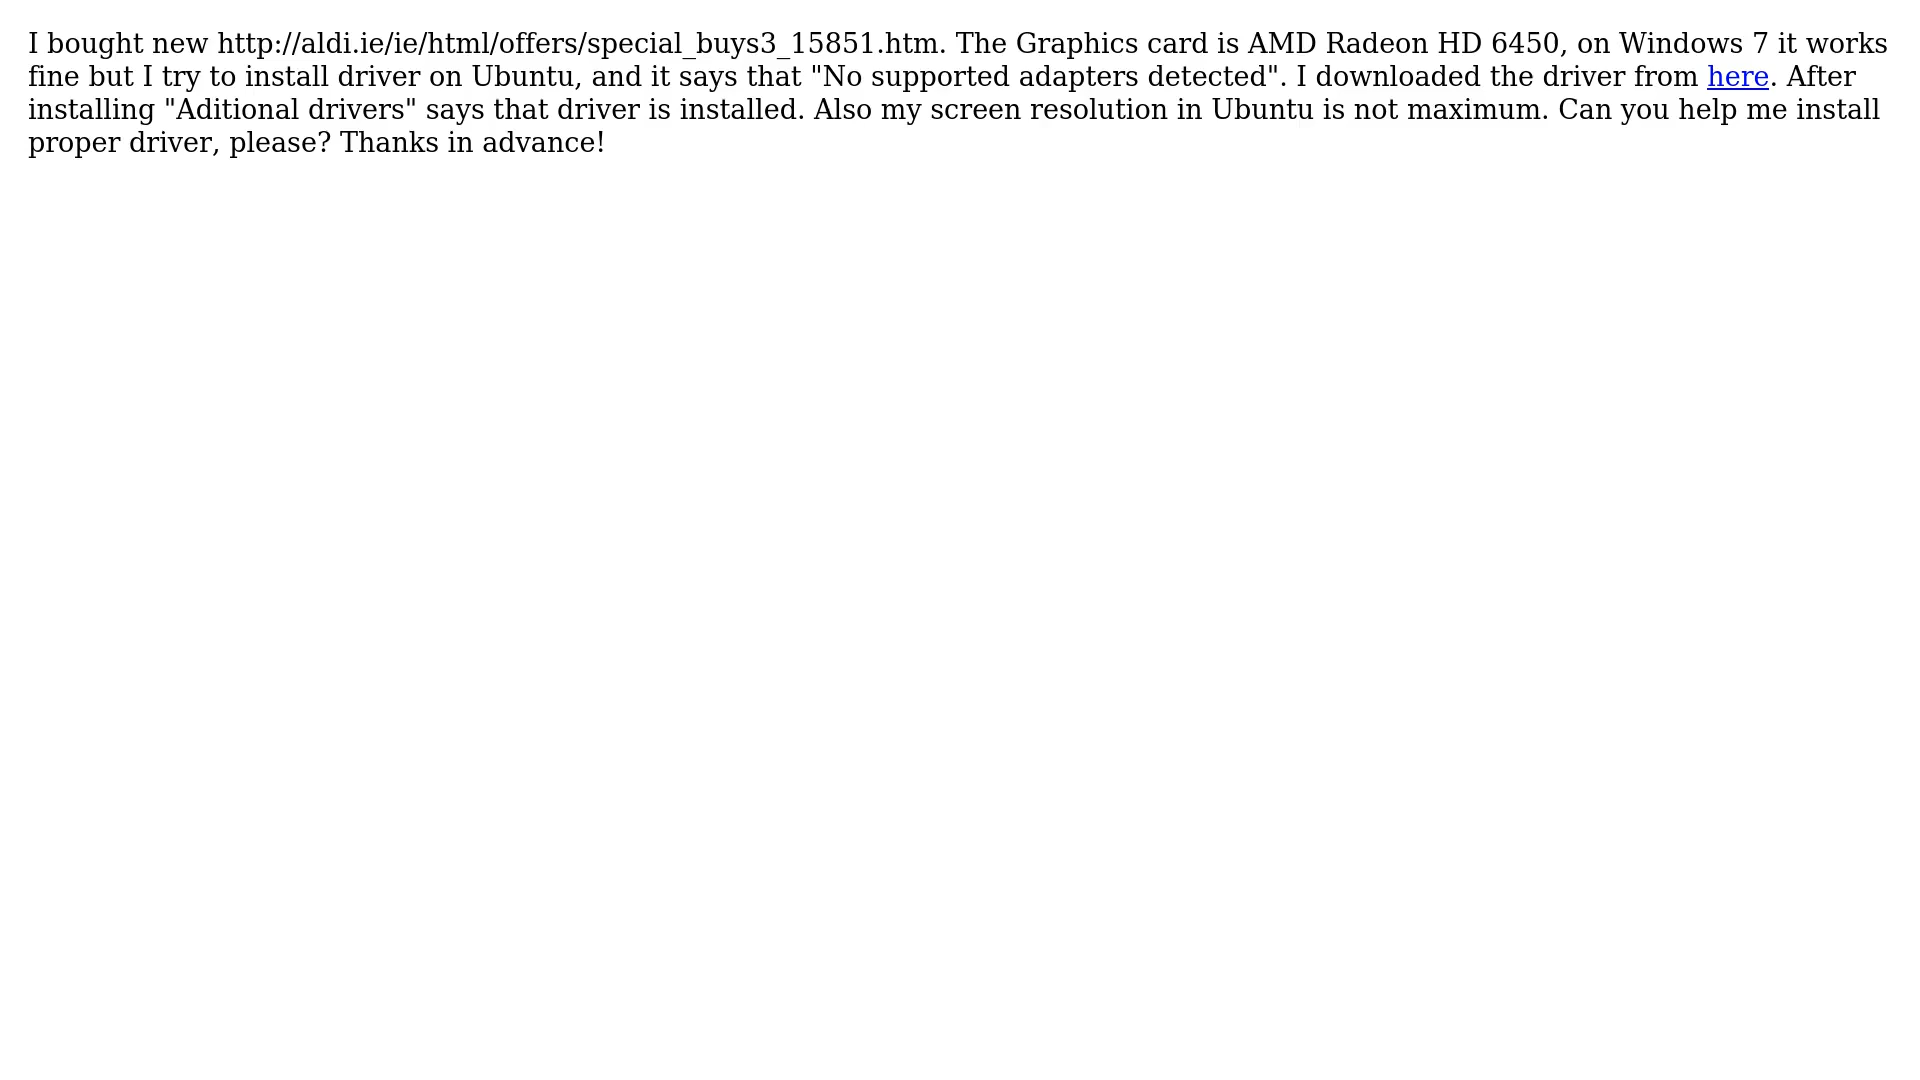 I bought new http://aldi.ie/ie/html/offers/special_buys3_15851.htm. The Graphics card is AMD Radeon HD 6450, on Windows 7 it works
fine but I try to install driver on Ubuntu, and it says that "No supported adapters detected". I downloaded the driver from here. After
installing "Aditional drivers" says that driver is installed. Also my screen resolution in Ubuntu is not maximum. Can you help me install
proper driver, please? Thanks in advance!